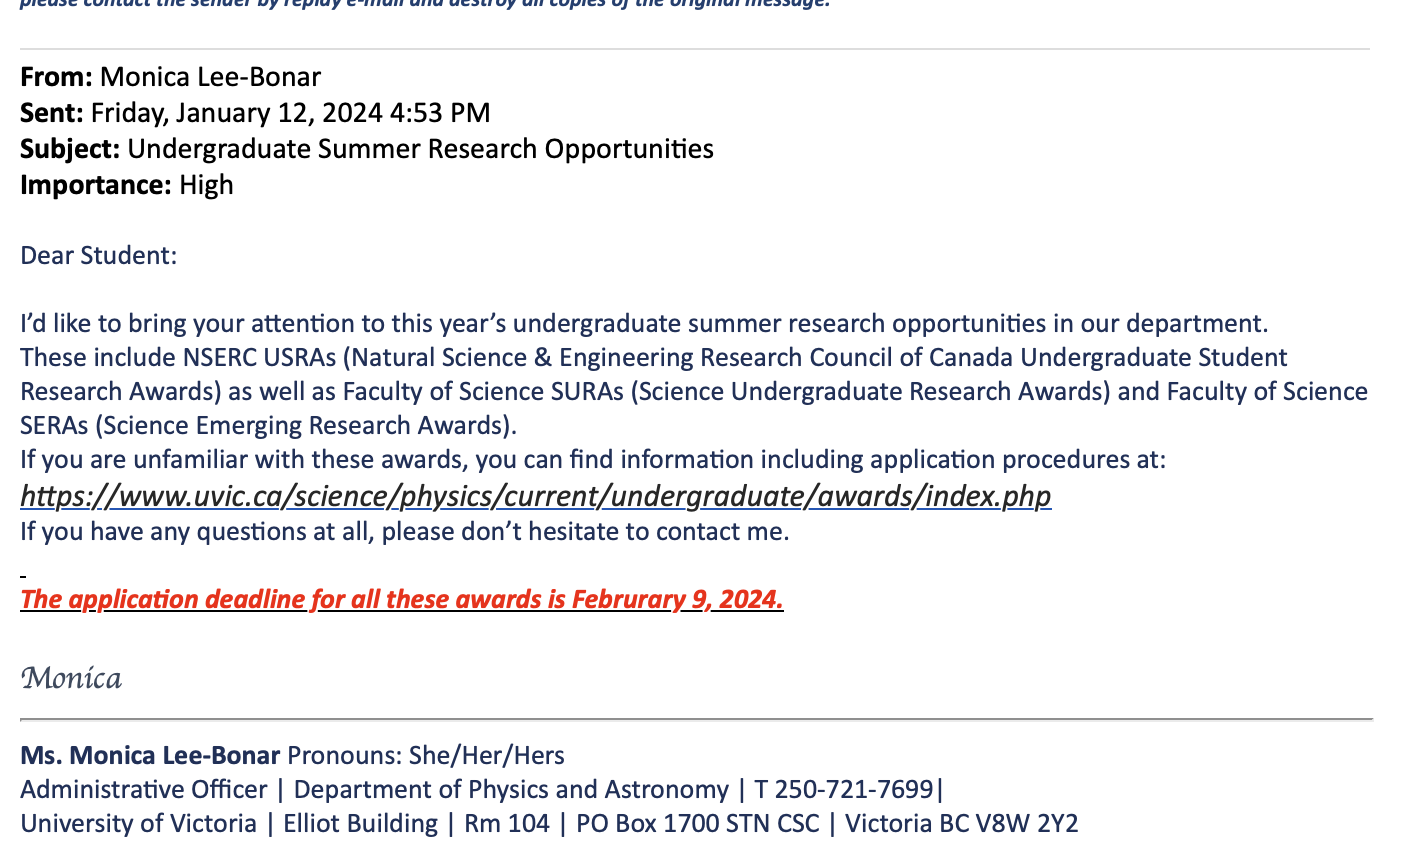 please contact the sender by replay e-mail and destroy all copies of the original message.
From: Monica Lee-Bonar
Sent: Friday, January 12, 2024 4:53 PM
Subject: Undergraduate Summer Research Opportunities
Importance: High
Dear Student:
I’d like to bring your attention to this year’s undergraduate summer research opportunities in our department.
These include NSERC USRAs (Natural Science & Engineering Research Council of Canada Undergraduate Student
Research Awards) as well as Faculty of Science SURAs (Science Undergraduate Research Awards) and Faculty of Science
SERAs (Science Emerging Research Awards).
If you are unfamiliar with these awards, you can find information including application procedures at:
https://www.uvic.ca/science/physics/current/undergraduate/awards/index.php
If you have any questions at all, please don’t hesitate to contact me.
The application deadline for all these awards is Februrary 9, 2024.
Monica
Ms. Monica Lee-Bonar Pronouns: She/Her/Hers
Administrative Officer | Department of Physics and Astronomy | T 250-721-7699|
University of Victoria | Elliot Building | Rm 104 | PO Box 1700 STN CSC | Victoria BC V8W 2Y2